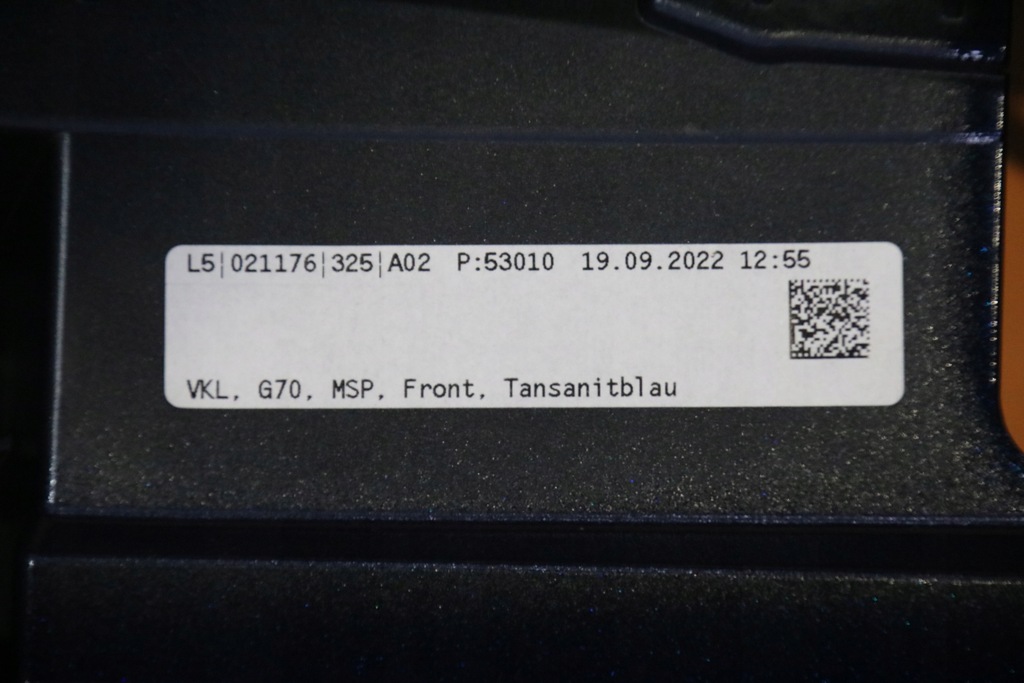 L5|021176|325|A02 P:53010 19.09.2022 12:55
VKL, G70, MSP, Front, Tansanitblau